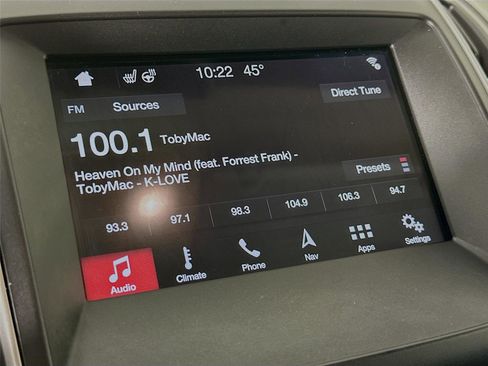 10:22 45°
FM Sources
Direct Tune
100.1 TobyMac
Heaven On My Mind (feat. Forrest Frank) -
TobyMac - K-LOVE
Presets
93.3 97.1 98.3 104.9 106.3 94.7
Audio Climate Phone Nav Apps Settings